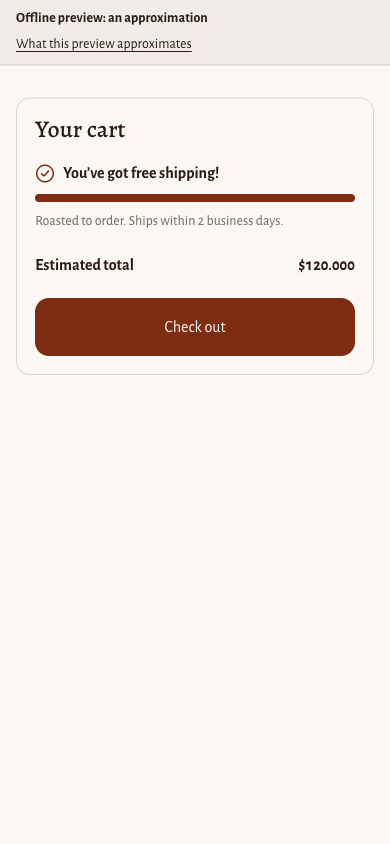 Offline preview: an approximation
What this preview approximates
Your cart
You’ve got free shipping!
Roasted to order. Ships within 2 business days.
Estimated total
$120.000
Check out